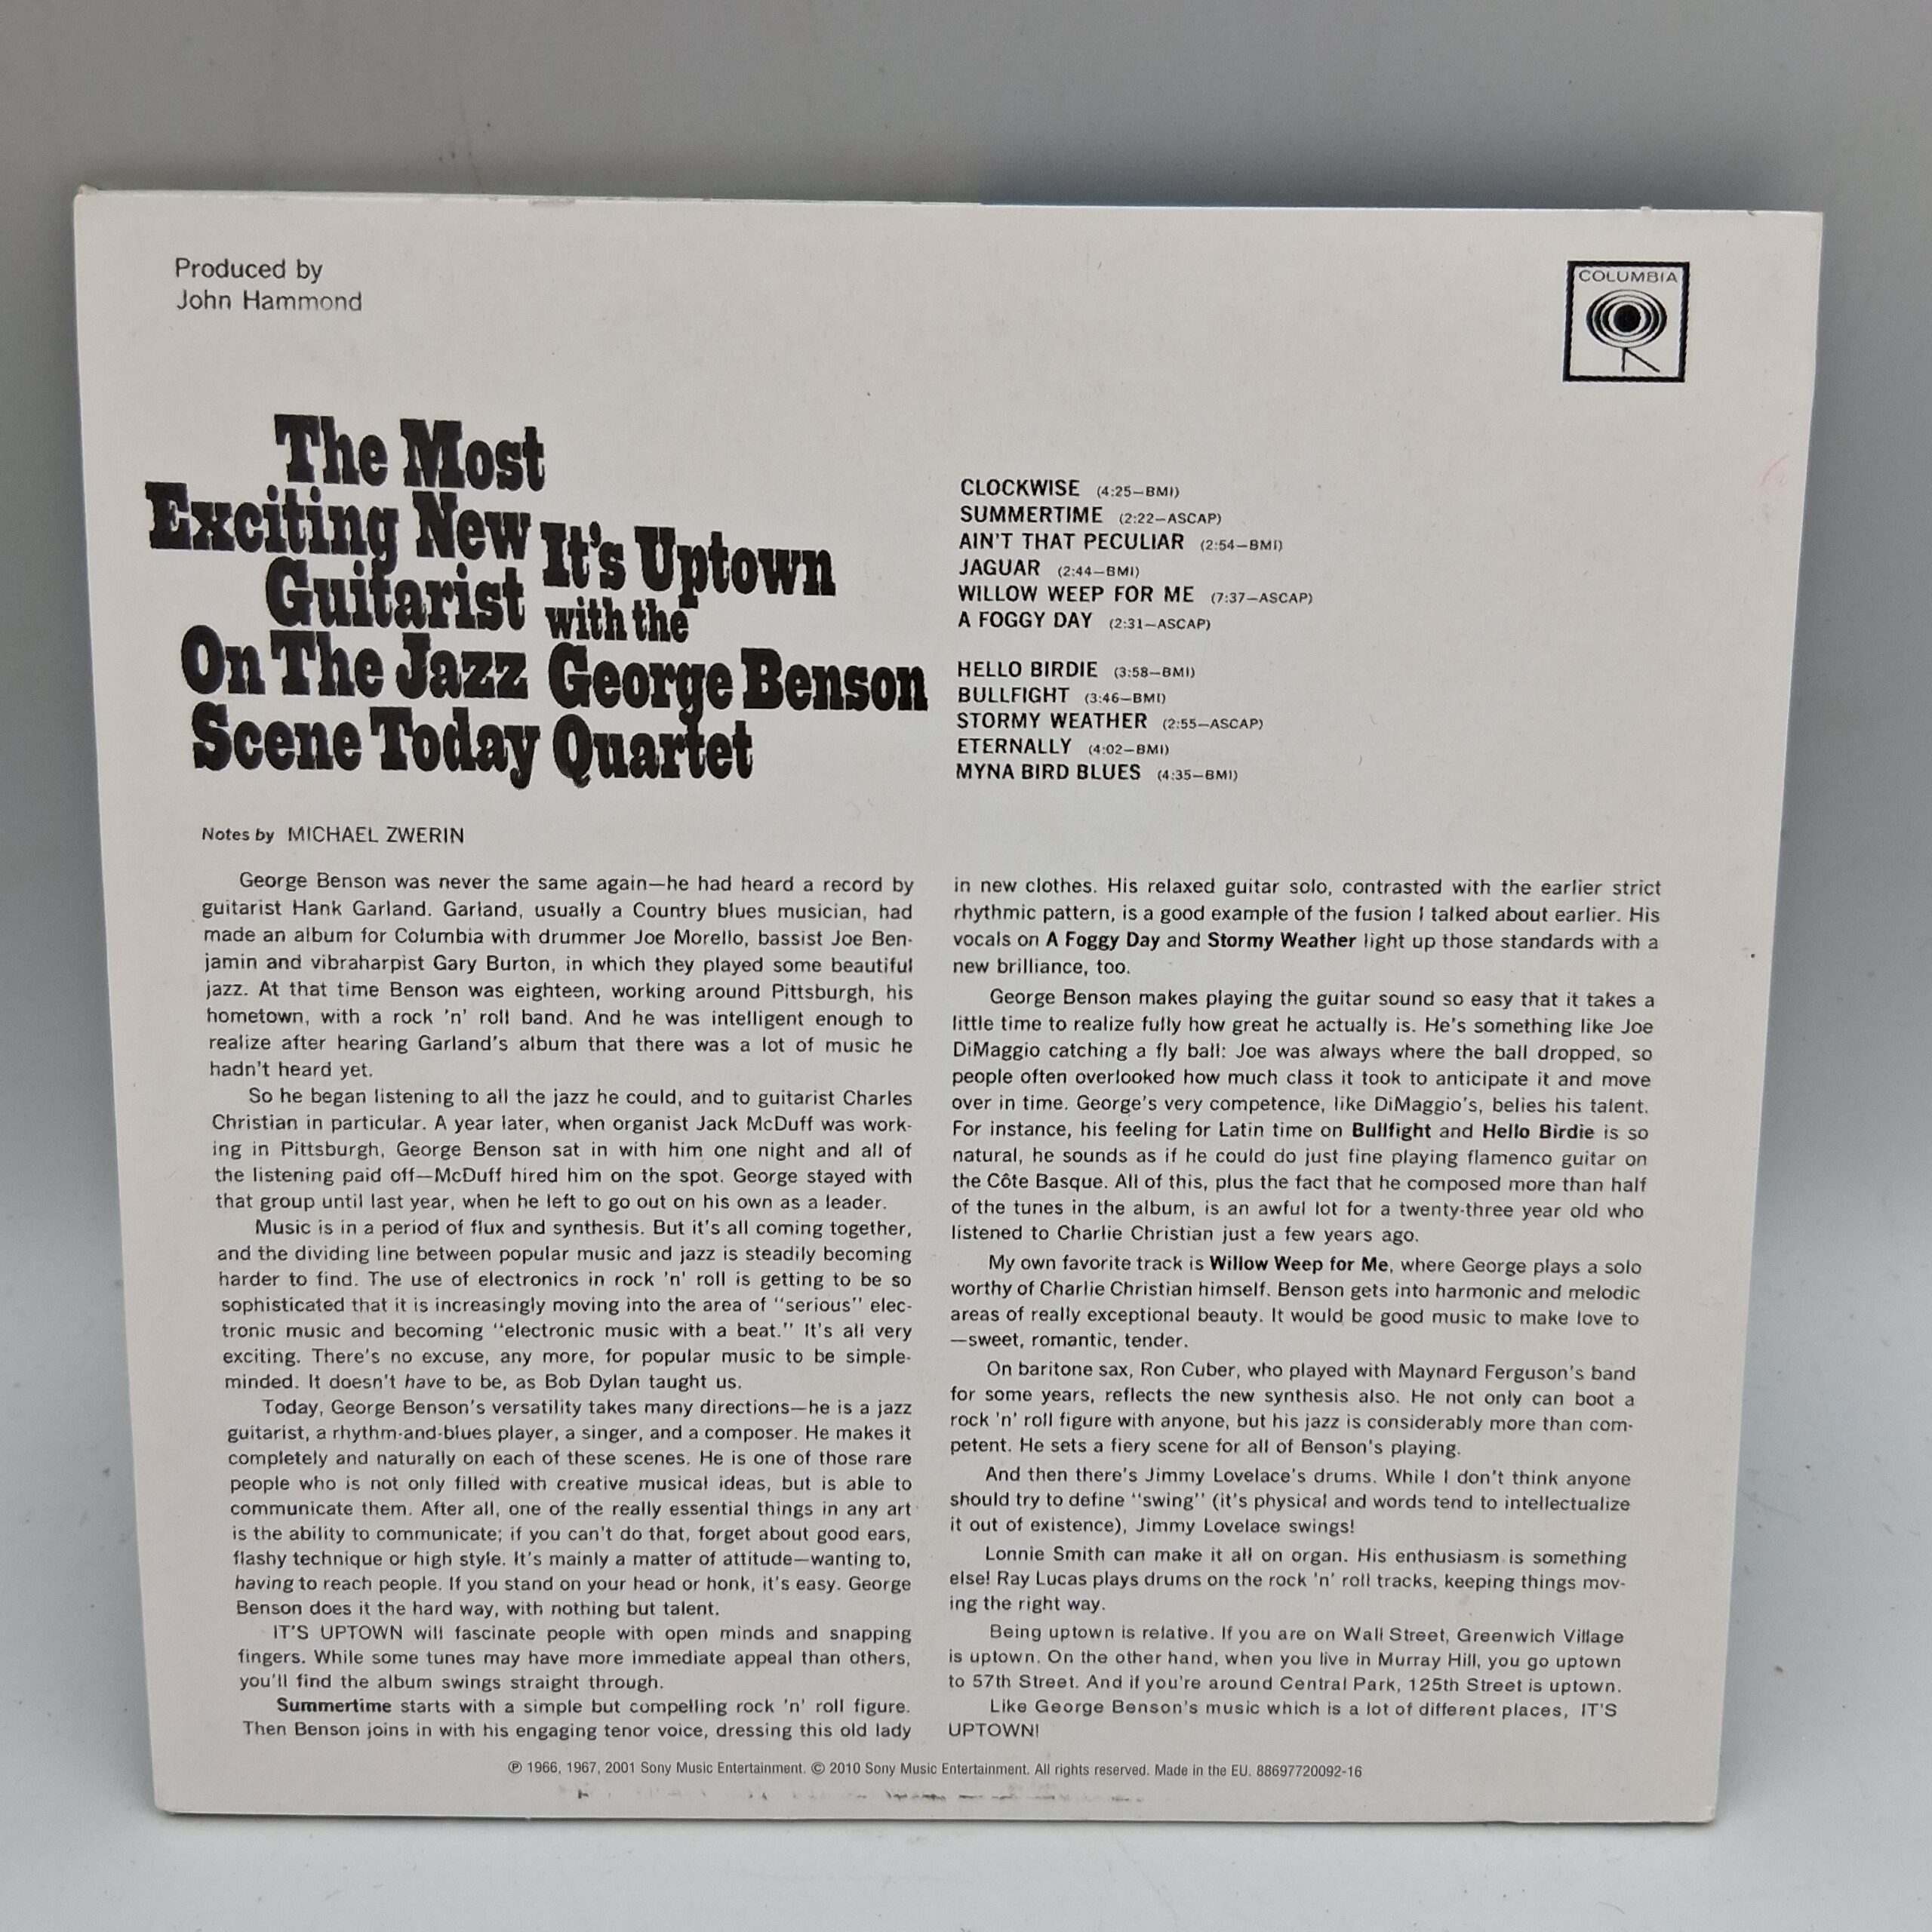 Produced by
John Hammond
COLUMBIA
The Most
Exciting New
Guitarist
On The Jazz
Scene Today
It's Uptown
with the
George Benson
Quartet
CLOCKWISE (4:25—BMI)
SUMMERTIME (2:22—ASCAP)
AIN'T THAT PECULIAR (2:54—BMI)
JAGUAR (2:44—BMI)
WILLOW WEEP FOR ME (7:37—ASCAP)
A FOGGY DAY (2:31—ASCAP)
HELLO BIRDIE (3:58—BMI)
BULLFIGHT (3:46—BMI)
STORMY WEATHER (2:55—ASCAP)
ETERNALLY (4:02—BMI)
MYNA BIRD BLUES (4:35—BMI)
Notes by MICHAEL ZWERIN
George Benson was never the same again—he had heard a record by
guitarist Hank Garland. Garland, usually a Country blues musician, had
made an album for Columbia with drummer Joe Morello, bassist Joe Ben-
jamin and vibraharpist Gary Burton, in which they played some beautiful
jazz. At that time Benson was eighteen, working around Pittsburgh, his
hometown, with a rock 'n' roll band. And he was intelligent enough to
realize after hearing Garland's album that there was a lot of music he
hadn't heard yet.
So he began listening to all the jazz he could, and to guitarist Charles
Christian in particular. A year later, when organist Jack McDuff was work-
ing in Pittsburgh, George Benson sat in with him one night and all of
the listening paid off—McDuff hired him on the spot. George stayed with
that group until last year, when he left to go out on his own as a leader.
Music is in a period of flux and synthesis. But it's all coming together,
and the dividing line between popular music and jazz is steadily becoming
harder to find. The use of electronics in rock 'n' roll is getting to be so
sophisticated that it is increasingly moving into the area of "serious" elec-
tronic music and becoming "electronic music with a beat." It's all very
exciting. There's no excuse, any more, for popular music to be simple-
minded. It doesn't have to be, as Bob Dylan taught us.
Today, George Benson's versatility takes many directions—he is a jazz
guitarist, a rhythm-and-blues player, a singer, and a composer. He makes it
completely and naturally on each of these scenes. He is one of those rare
people who is not only filled with creative musical ideas, but is able to
communicate them. After all, one of the really essential things in any art
is the ability to communicate; if you can't do that, forget about good ears,
flashy technique or high style. It's mainly a matter of attitude—wanting to,
having to reach people. If you stand on your head or honk, it's easy. George
Benson does it the hard way, with nothing but talent.
IT'S UPTOWN will fascinate people with open minds and snapping
fingers. While some tunes may have more immediate appeal than others,
you'll find the album swings straight through.
Summertime starts with a simple but compelling rock 'n' roll figure.
Then Benson joins in with his engaging tenor voice, dressing this old lady
in new clothes. His relaxed guitar solo, contrasted with the earlier strict
rhythmic pattern, is a good example of the fusion I talked about earlier. His
vocals on A Foggy Day and Stormy Weather light up those standards with a
new brilliance, too.
George Benson makes playing the guitar sound so easy that it takes a
little time to realize fully how great he actually is. He's something like Joe
DiMaggio catching a fly ball: Joe was always where the ball dropped, so
people often overlooked how much class it took to anticipate it and move
over in time. George's very competence, like DiMaggio's, belies his talent.
For instance, his feeling for Latin time on Bullfight and Hello Birdie is so
natural, he sounds as if he could do just fine playing flamenco guitar on
the Côte Basque. All of this, plus the fact that he composed more than half
of the tunes in the album, is an awful lot for a twenty-three year old who
listened to Charlie Christian just a few years ago.
My own favorite track is Willow Weep for Me, where George plays a solo
worthy of Charlie Christian himself. Benson gets into harmonic and melodic
areas of really exceptional beauty. It would be good music to make love to
—sweet, romantic, tender.
On baritone sax, Ron Cuber, who played with Maynard Ferguson's band
for some years, reflects the new synthesis also. He not only can boot a
rock 'n' roll figure with anyone, but his jazz is considerably more than com-
petent. He sets a fiery scene for all of Benson's playing.
And then there's Jimmy Lovelace's drums. While I don't think anyone
should try to define "swing" (it's physical and words tend to intellectualize
it out of existence), Jimmy Lovelace swings!
Lonnie Smith can make it all on organ. His enthusiasm is something
else! Ray Lucas plays drums on the rock 'n' roll tracks, keeping things mov-
ing the right way.
Being uptown is relative. If you are on Wall Street, Greenwich Village
is uptown. On the other hand, when you live in Murray Hill, you go uptown
to 57th Street. And if you're around Central Park, 125th Street is uptown.
Like George Benson's music which is a lot of different places, IT'S
UPTOWN!
℗ 1966, 1967, 2001 Sony Music Entertainment. © 2010 Sony Music Entertainment. All rights reserved. Made in the EU. 88697720092-16